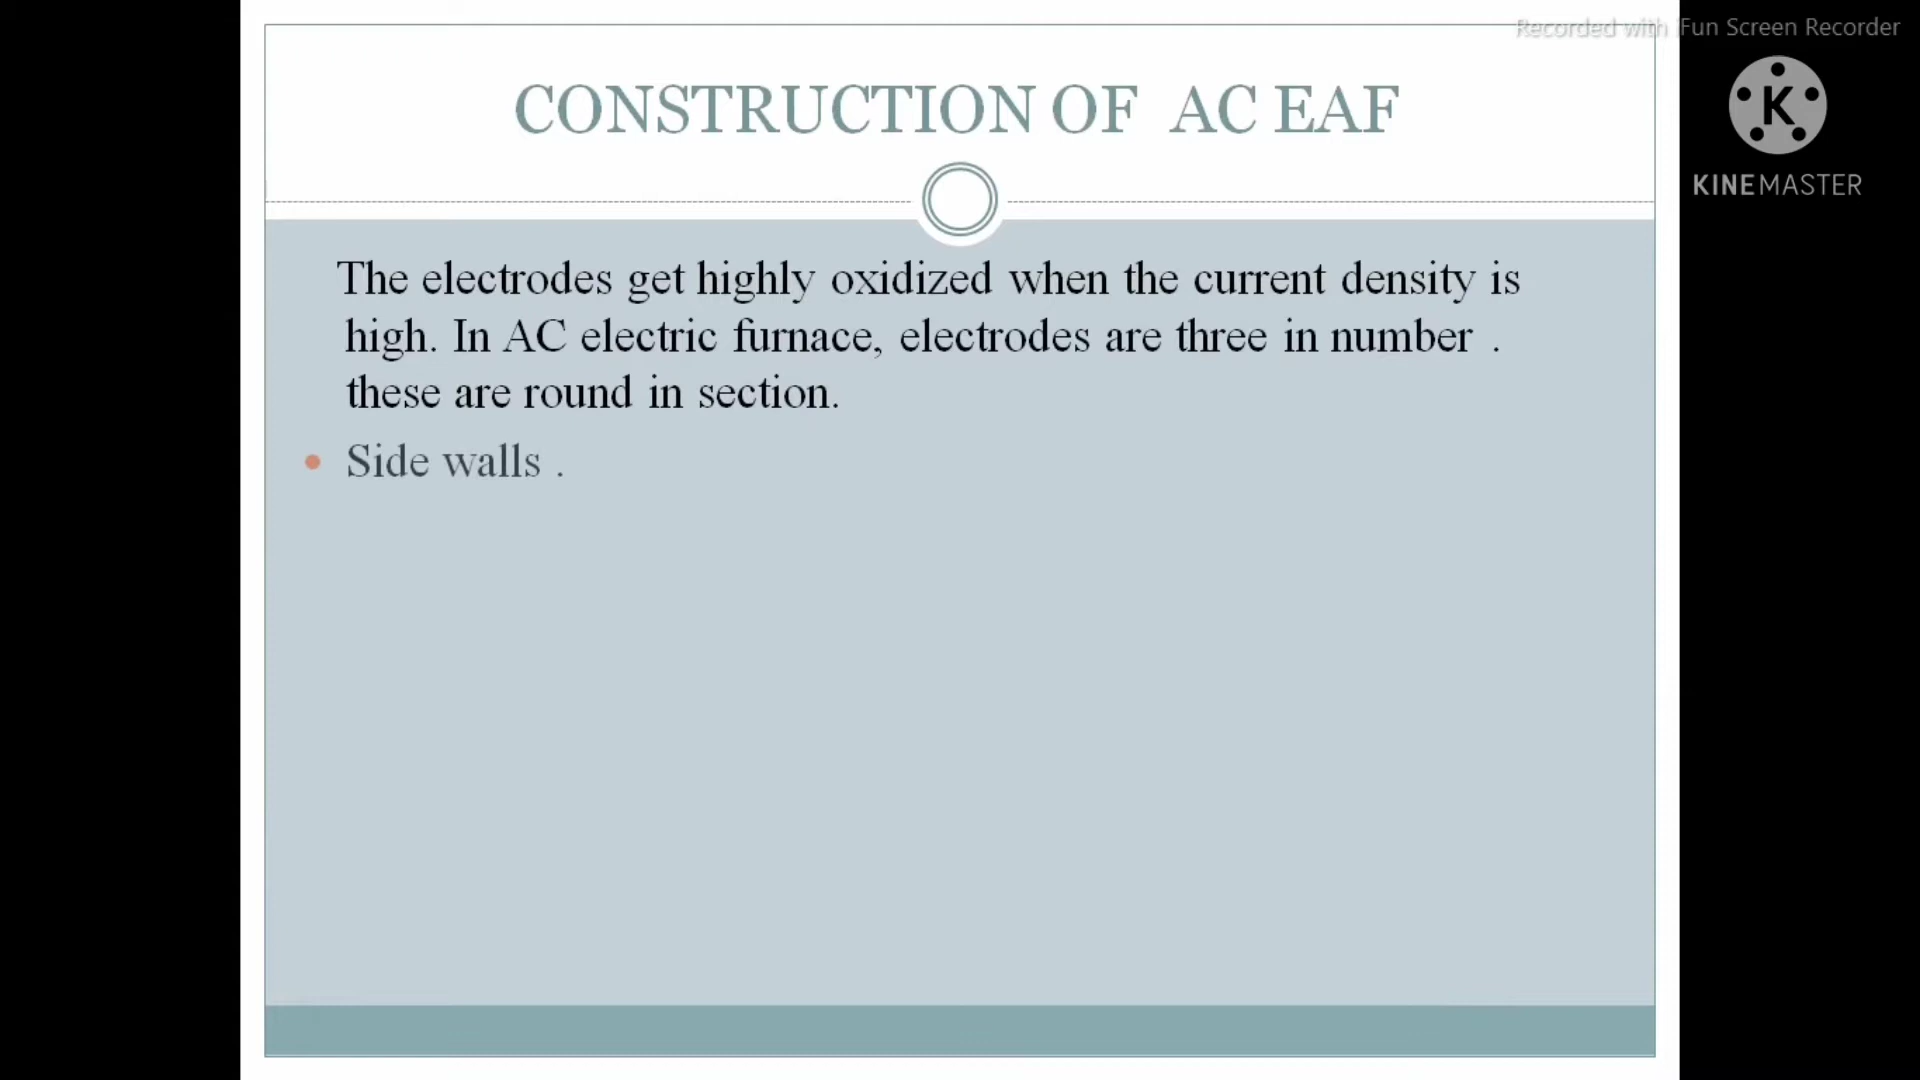 Recorded with iFun Screen Recorder
K
KINEMASTER
CONSTRUCTION OF AC EAF
The electrodes get highly oxidized when the current density is
high. In AC electric furnace, electrodes are three in number .
these are round in section.
• Side walls .